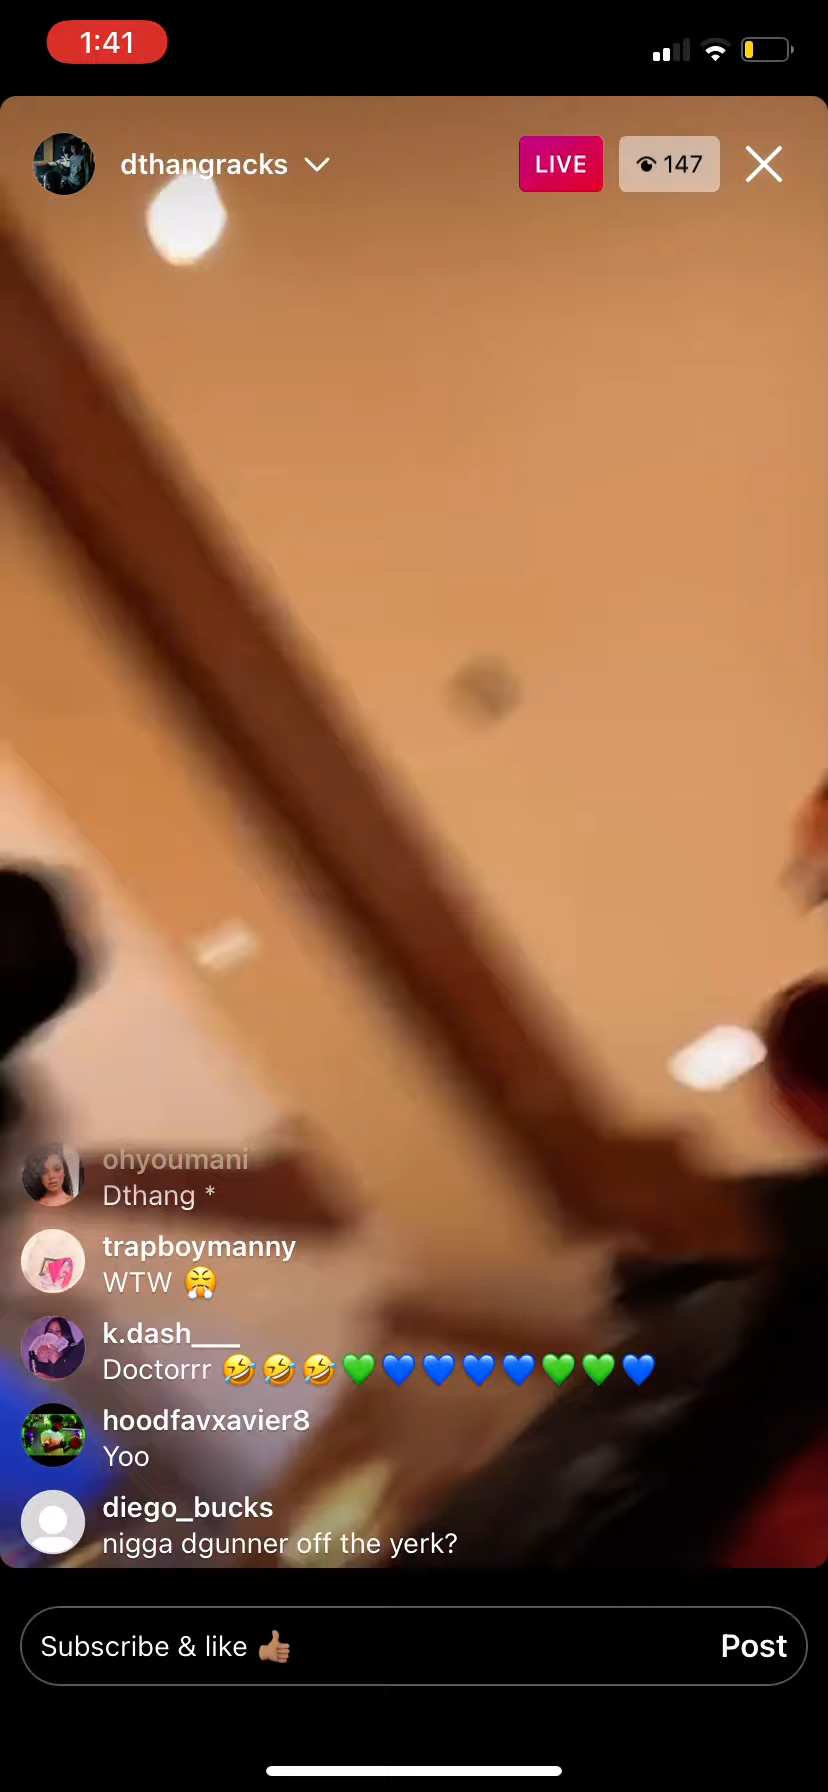 1:41
dthangracks
LIVE
147
ohyoumani
Dthang *
trapboymanny
WTW 😤
k.dash____
Doctorrr 🤣🤣🤣💚💙💙💙💙💚💚💙
hoodfavxavier8
Yoo
diego_bucks
nigga dgunner off the yerk?
Subscribe & like 👍🏽
Post